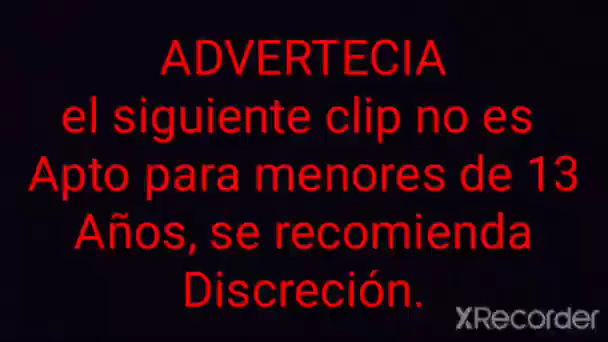 ADVERTECIA
el siguiente clip no es
Apto para menores de 13
Años, se recomienda
Discreción.
XRecorder